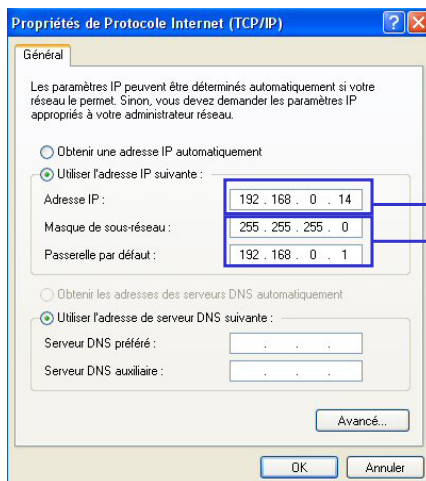 Propriétés de Protocole Internet (TCP/IP)
Général
Les paramètres IP peuvent être déterminés automatiquement si votre
réseau le permet. Sinon, vous devez demander les paramètres IP
appropriés à votre administrateur réseau.
Obtenir une adresse IP automatiquement
Utiliser l'adresse IP suivante :
Adresse IP : 192 . 168 . 0 . 14
Masque de sous-réseau : 255 . 255 . 255 . 0
Passerelle par défaut : 192 . 168 . 0 . 1
Obtenir les adresses des serveurs DNS automatiquement
Utiliser l'adresse de serveur DNS suivante :
Serveur DNS préféré : . . .
Serveur DNS auxiliaire : . . .
Avancé...
OK Annuler